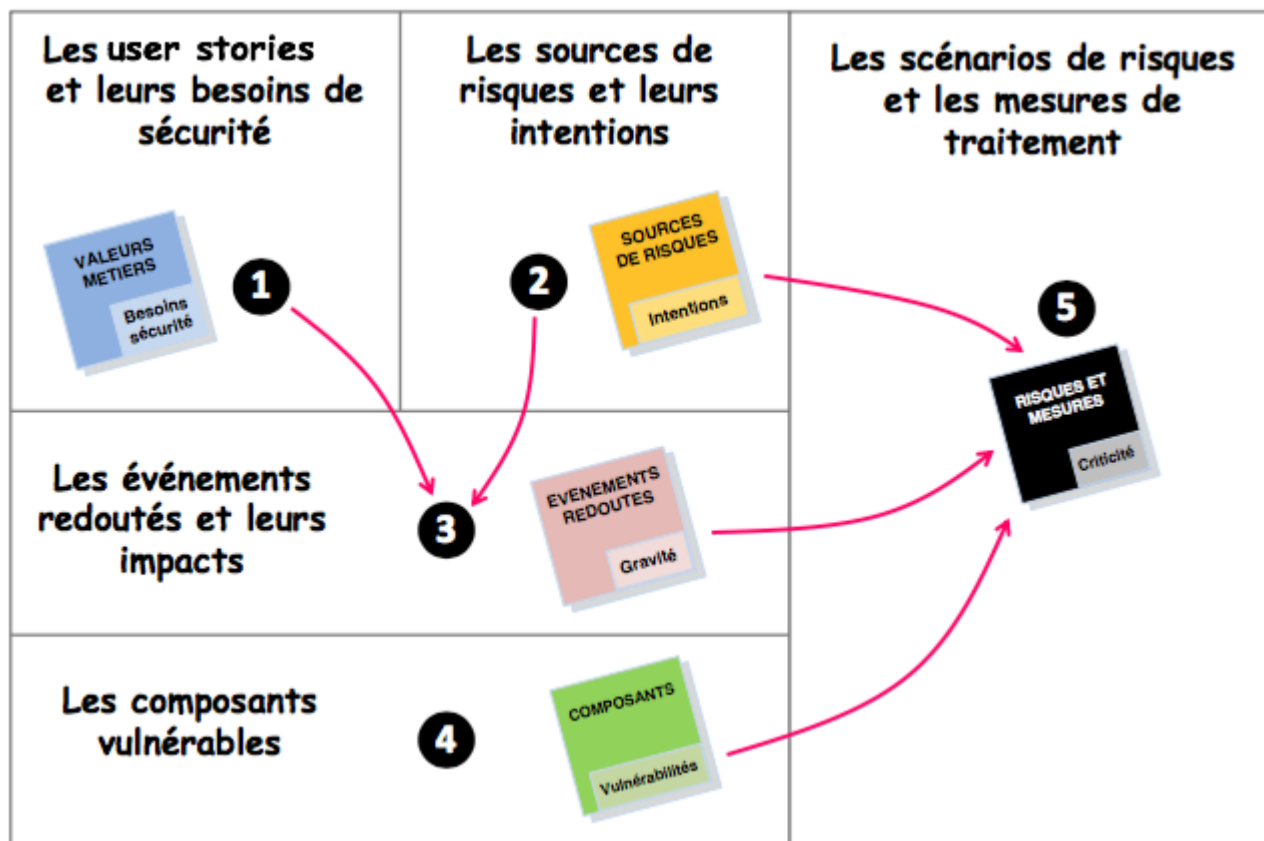 Les user stories
et leurs besoins de
sécurité
VALEURS
METIERS
Besoins
sécurité
1
Les sources de
risques et leurs
intentions
2
SOURCES
DE RISQUES
Intentions
Les scénarios de risques
et les mesures de
traitement
5
RISQUES ET
MESURES
Criticité
Les événements
redoutés et leurs
impacts
3
EVENEMENTS
REDOUTES
Gravité
Les composants
vulnérables
4
COMPOSANTS
Vulnérabilités